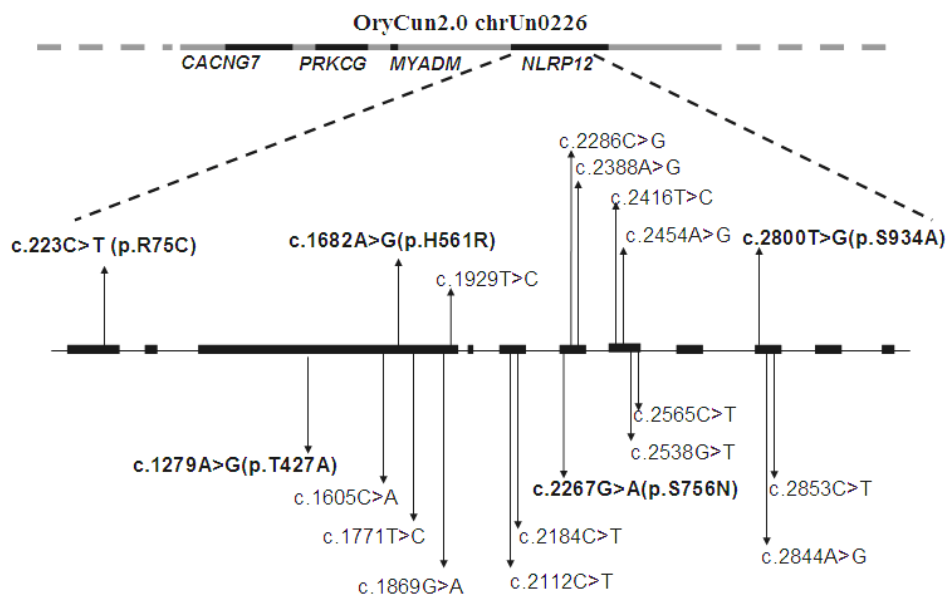 OryCun2.0 chrUn0226
CACNG7 PRKCG MYADM NLRP12
c.2286C>G
c.2388A>G
c.2416T>C
c.223C>T (p.R75C) c.1682A>G(p.H561R) c.2454A>G c.2800T>G(p.S934A)
c.1929T>C
c.2565C>T
c.2538G>T
c.1279A>G(p.T427A)
c.1605C>A c.2267G>A(p.S756N) c.2853C>T
c.1771T>C c.2184C>T
c.2844A>G
c.1869G>A c.2112C>T